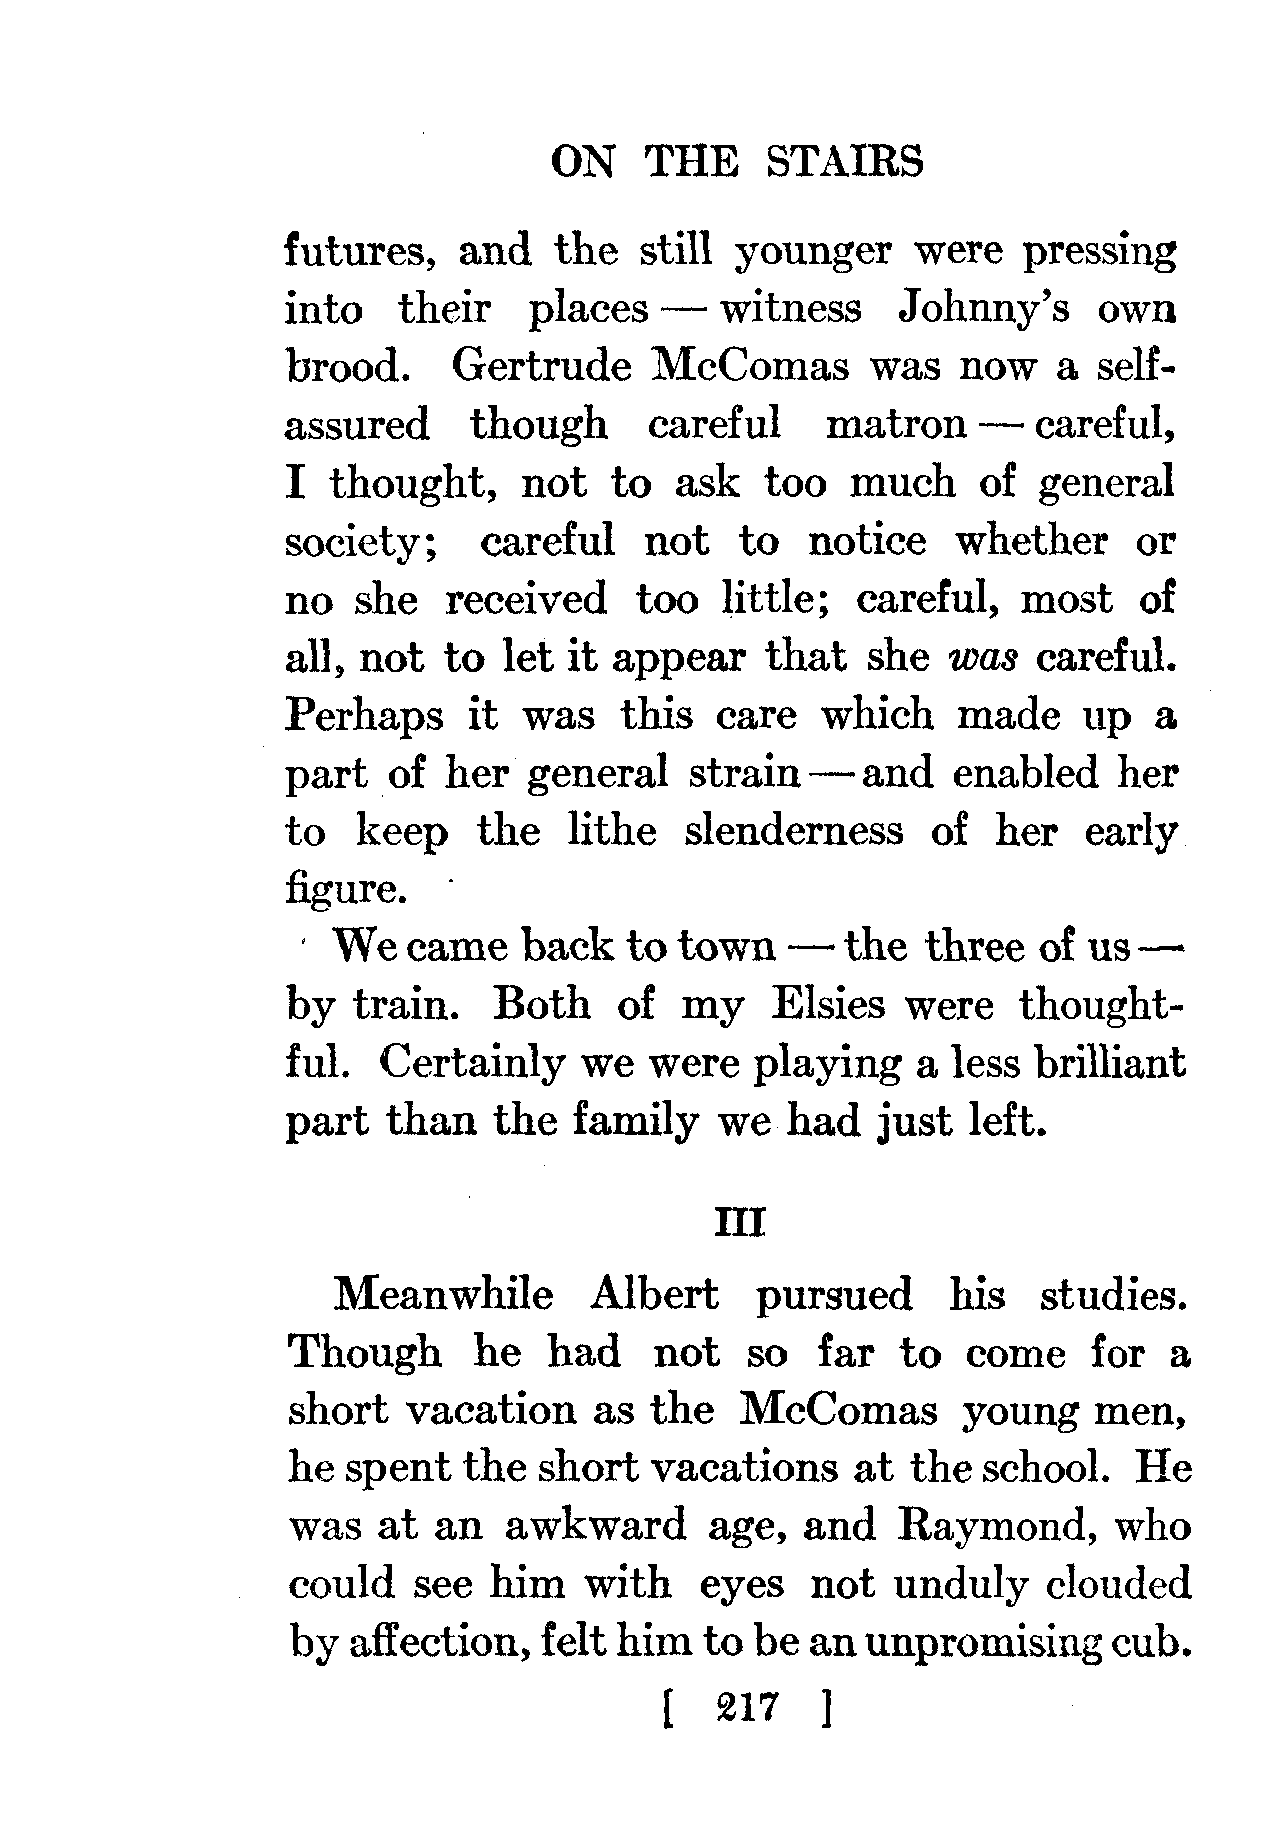 ON THE STAIRS
futures, and the still younger were pressing
into their places — witness Johnny's own
brood. Gertrude McComas was now a self-
assured though careful matron — careful,
I thought, not to ask too much of general
society; careful not to notice whether or
no she received too little; careful, most of
all, not to let it appear that she was careful.
Perhaps it was this care which made up a
part of her general strain — and enabled her
to keep the lithe slenderness of her early
figure.
We came back to town — the three of us —
by train. Both of my Elsies were thought-
ful. Certainly we were playing a less brilliant
part than the family we had just left.
III
Meanwhile Albert pursued his studies.
Though he had not so far to come for a
short vacation as the McComas young men,
he spent the short vacations at the school. He
was at an awkward age, and Raymond, who
could see him with eyes not unduly clouded
by affection, felt him to be an unpromising cub.
[ 217 ]